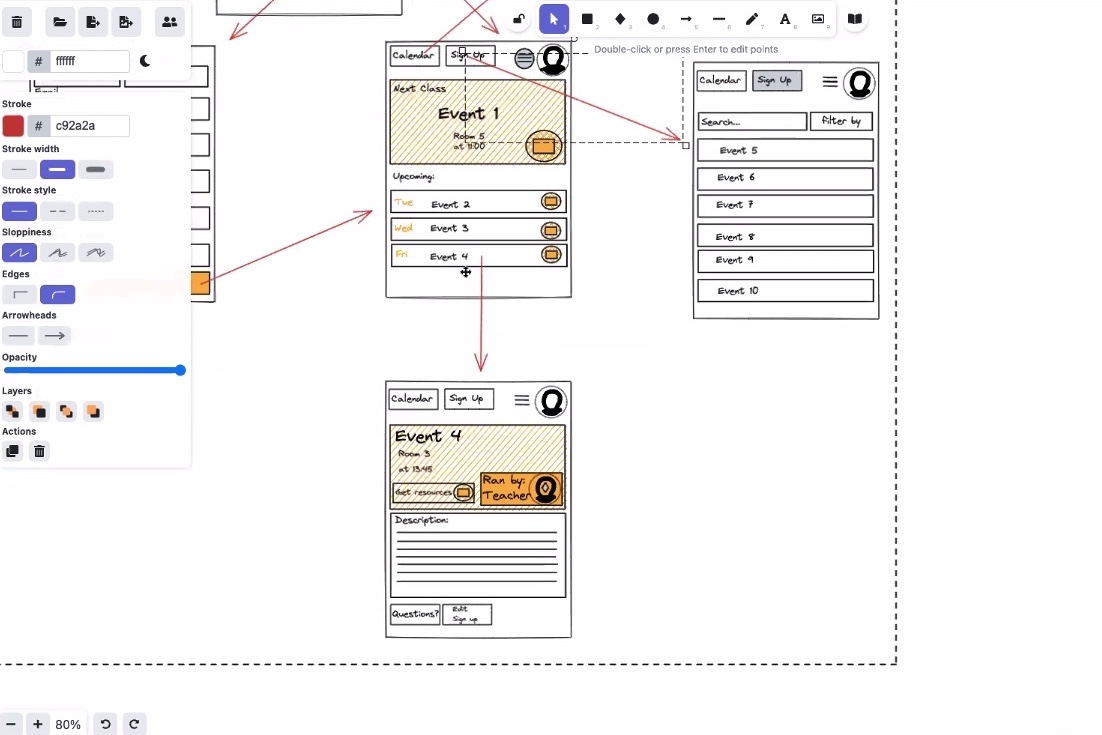 1
2
3
4
5
6
7
8
9
A
Double-click or press Enter to edit points
# ffffff
Email
Stroke
# c92a2a
Stroke width
Stroke style
Sloppiness
Edges
Arrowheads
Opacity
Layers
Actions
Calendar
Sign Up
Next Class
Event 1
Room 5
at 11:00
Upcoming:
Tue Event 2
Wed Event 3
Fri Event 4
Calendar
Sign Up
Search...
filter by
Event 5
Event 6
Event 7
Event 8
Event 9
Event 10
Calendar
Sign Up
Event 4
Room 3
at 13:45
Get resources
Ran by:
Teacher
Description:
Questions?
Edit
Sign up
80%